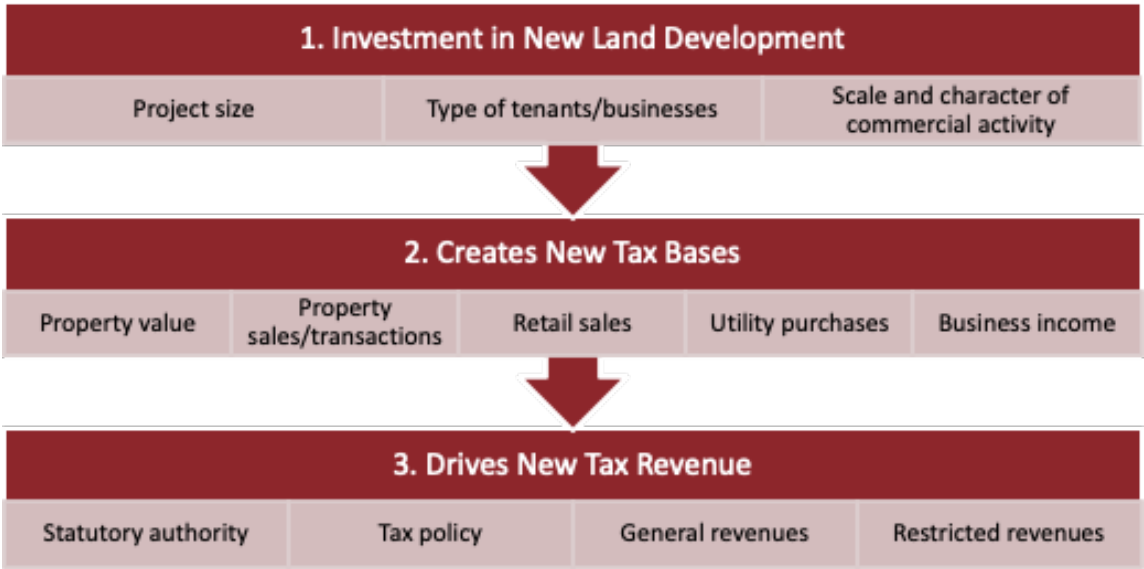 1. Investment in New Land Development
Project size
Type of tenants/businesses
Scale and character of
commercial activity
2. Creates New Tax Bases
Property value
Property
sales/transactions
Retail sales
Utility purchases
Business income
3. Drives New Tax Revenue
Statutory authority
Tax policy
General revenues
Restricted revenues